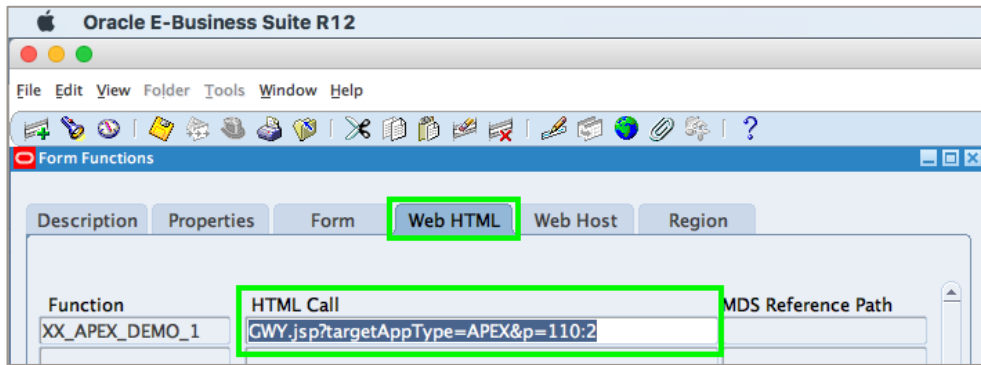 Oracle E-Business Suite R12
File Edit View Folder Tools Window Help
Form Functions
Description Properties Form Web HTML Web Host Region
Function HTML Call MDS Reference Path
XX_APEX_DEMO_1 GWY.jsp?targetAppType=APEX&p=110:2